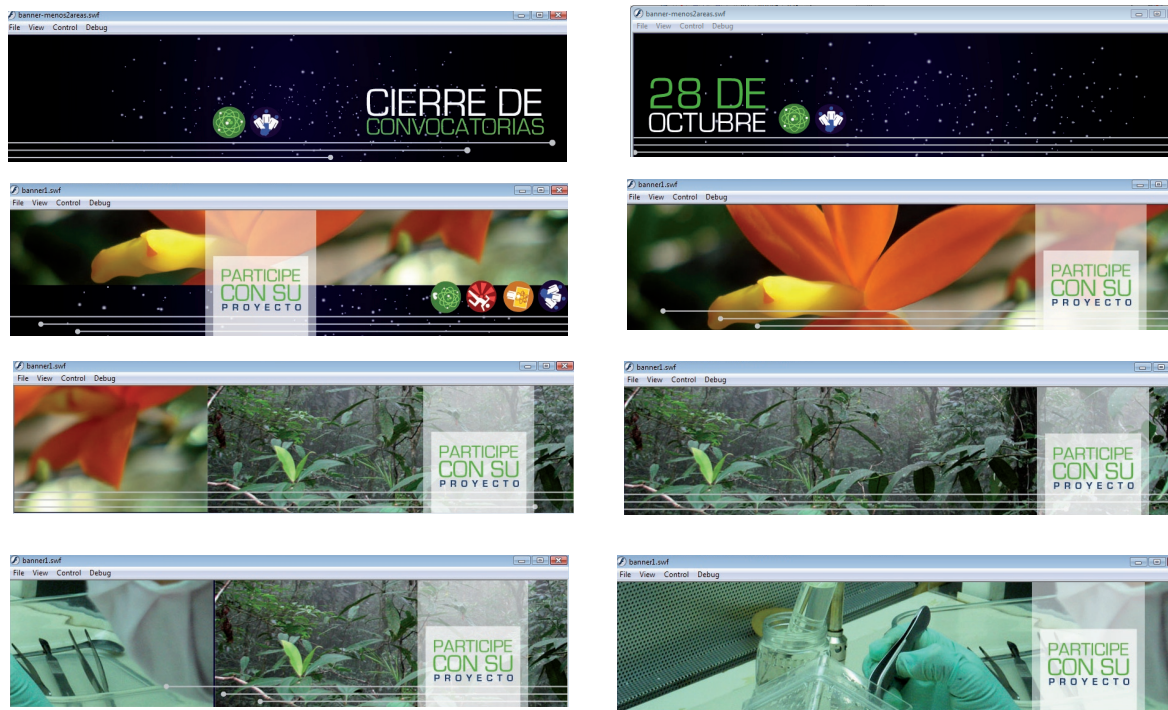 banner-menos2areas.swf
File View Control Debug
CIERRE DE
CONVOCATORIAS
banner-menos2areas.swf
File View Control Debug
28 DE
OCTUBRE
banner1.swf
File View Control Debug
PARTICIPE
CON SU
PROYECTO
banner1.swf
File View Control Debug
PARTICIPE
CON SU
PROYECTO
banner1.swf
File View Control Debug
PARTICIPE
CON SU
PROYECTO
banner1.swf
File View Control Debug
PARTICIPE
CON SU
PROYECTO
banner1.swf
File View Control Debug
PARTICIPE
CON SU
PROYECTO
banner1.swf
File View Control Debug
PARTICIPE
CON SU
PROYECTO